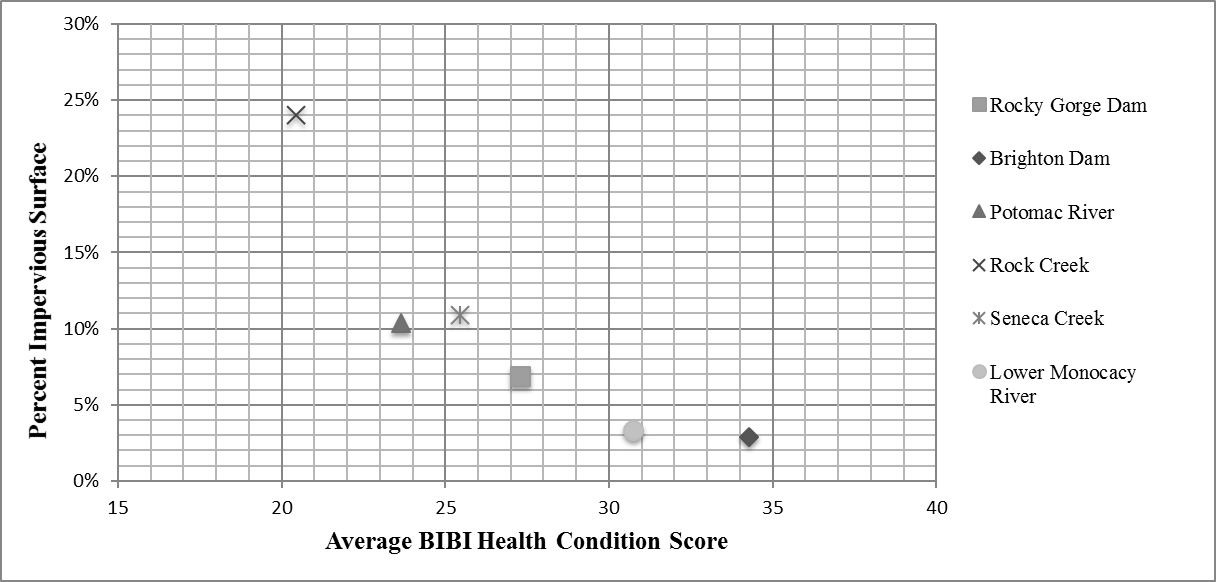 30%
25%
20%
15%
10%
5%
0%
Percent Impervious Surface
15 20 25 30 35 40
Average BIBI Health Condition Score
Rocky Gorge Dam
Brighton Dam
Potomac River
Rock Creek
Seneca Creek
Lower Monocacy
River